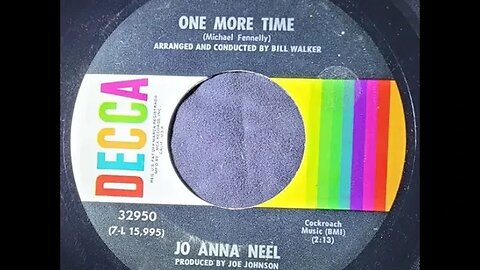 ONE MORE TIME
(Michael Fennelly)
ARRANGED AND CONDUCTED BY BILL WALKER
DECCA
32950
(7-L 15,995)
Cockroach
Music (BMI)
(2:13)
JO ANNA NEEL
PRODUCED BY JOE JOHNSON